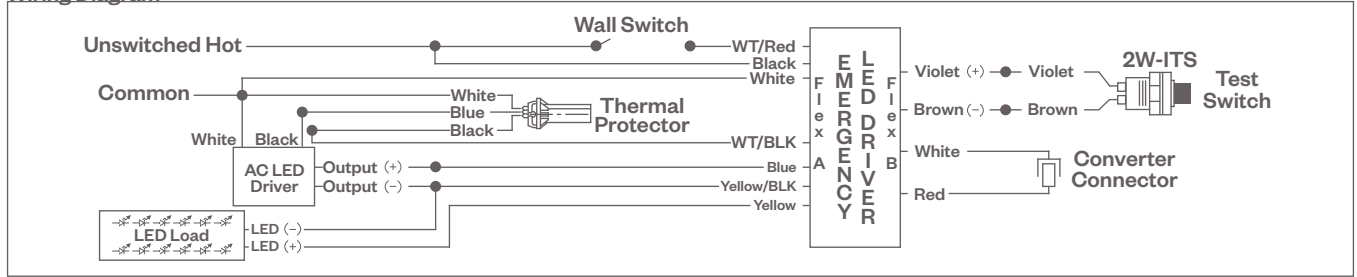 Wiring Diagram
Wall Switch
Unswitched Hot
WT/Red
Black
White
Common
White
Blue
Black
Thermal
Protector
White
Black
WT/BLK
AC LED
Driver
Output (+)
Output (-)
Blue
Yellow/BLK
Yellow
LED Load
LED (-)
LED (+)
Flex A
EMERGENCY
LED DRIVER
Flex B
Violet (+)
Violet
Brown (-)
Brown
2W-ITS
Test
Switch
White
Red
Converter
Connector